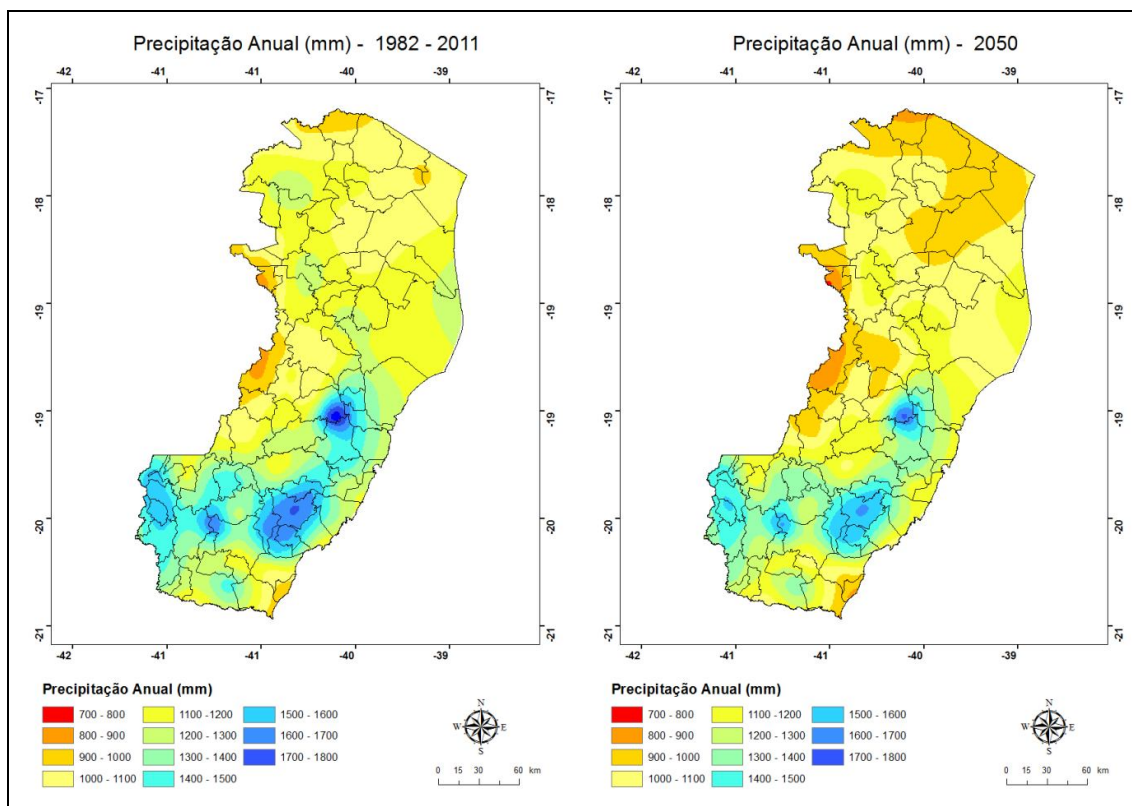 Precipitação Anual (mm) - 1982 - 2011
-42 -41 -41 -40 -39
-17 -17
-18 -18
-19 -19
-19 -19
-20 -20
-21 -21
-42 -41 -41 -40 -39
Precipitação Anual (mm)
700 - 800
800 - 900
900 - 1000
1000 - 1100
1100 -1200
1200 - 1300
1300 - 1400
1400 - 1500
1500 - 1600
1600 - 1700
1700 - 1800
N
W E
S
0 15 30 60 km
Precipitação Anual (mm) - 2050
-42 -41 -41 -40 -39
-17 -17
-18 -18
-19 -19
-19 -19
-20 -20
-21 -21
-42 -41 -41 -40 -39
Precipitação Anual (mm)
700 - 800
800 - 900
900 - 1000
1000 - 1100
1100 -1200
1200 - 1300
1300 - 1400
1400 - 1500
1500 - 1600
1600 - 1700
1700 - 1800
N
W E
S
0 15 30 60 km